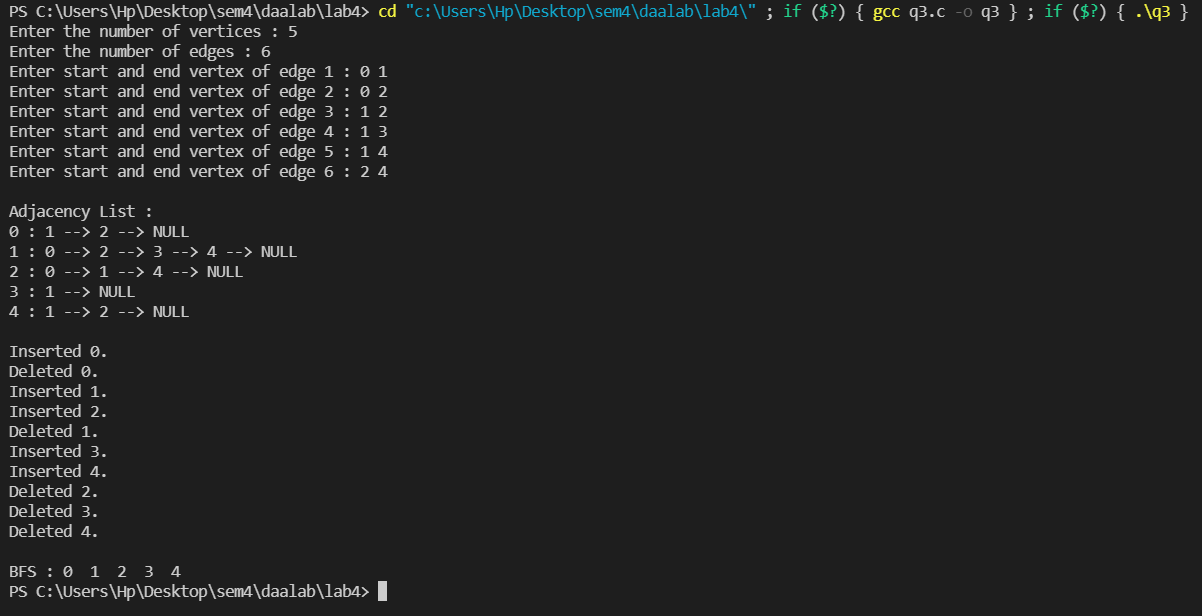 PS C:\Users\Hp\Desktop\sem4\daalab\lab4> cd "c:\Users\Hp\Desktop\sem4\daalab\lab4\" ; if ($?) { gcc q3.c -o q3 } ; if ($?) { .\q3 }
Enter the number of vertices : 5
Enter the number of edges : 6
Enter start and end vertex of edge 1 : 0 1
Enter start and end vertex of edge 2 : 0 2
Enter start and end vertex of edge 3 : 1 2
Enter start and end vertex of edge 4 : 1 3
Enter start and end vertex of edge 5 : 1 4
Enter start and end vertex of edge 6 : 2 4

Adjacency List :
0 : 1 --> 2 --> NULL
1 : 0 --> 2 --> 3 --> 4 --> NULL
2 : 0 --> 1 --> 4 --> NULL
3 : 1 --> NULL
4 : 1 --> 2 --> NULL

Inserted 0.
Deleted 0.
Inserted 1.
Inserted 2.
Deleted 1.
Inserted 3.
Inserted 4.
Deleted 2.
Deleted 3.
Deleted 4.

BFS : 0  1  2  3  4
PS C:\Users\Hp\Desktop\sem4\daalab\lab4>